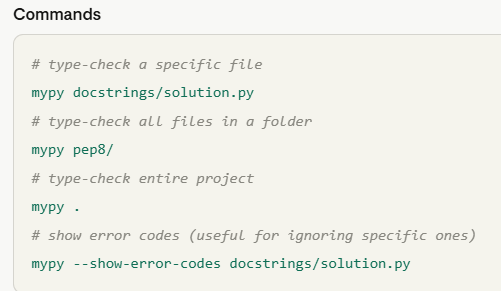 Commands
# type-check a specific file
mypy docstrings/solution.py
# type-check all files in a folder
mypy pep8/
# type-check entire project
mypy .
# show error codes (useful for ignoring specific ones)
mypy --show-error-codes docstrings/solution.py